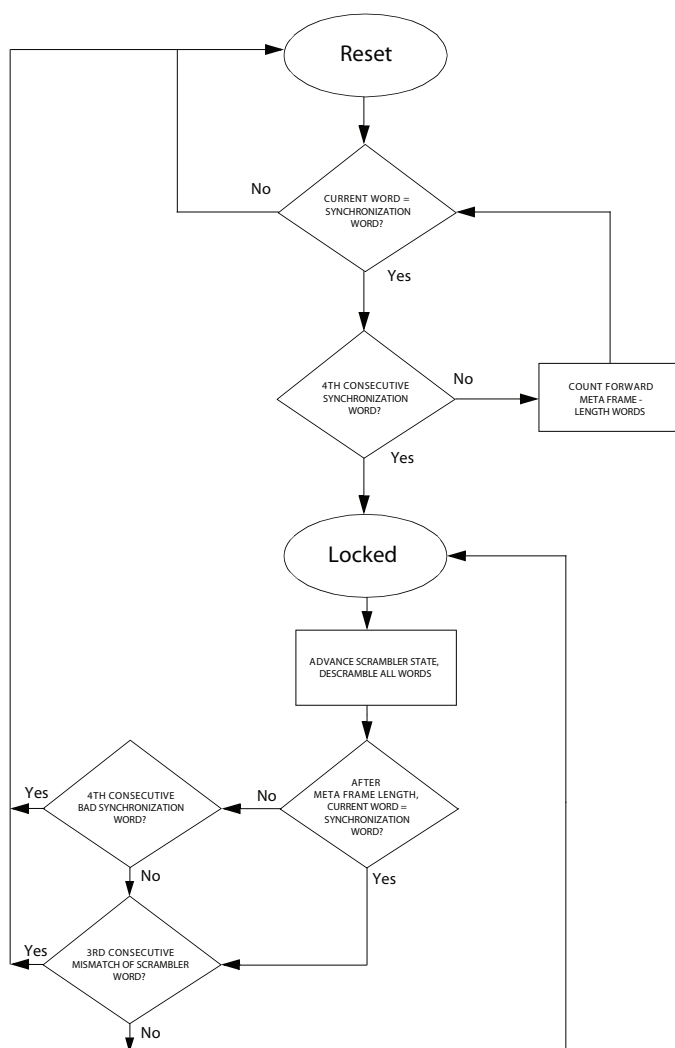 Reset
No
CURRENT WORD =
SYNCHRONIZATION
WORD?
Yes
4TH CONSECUTIVE
SYNCHRONIZATION
WORD?
No
COUNT FORWARD
META FRAME -
LENGTH WORDS
Yes
Locked
ADVANCE SCRAMBLER STATE,
DESCRAMBLE ALL WORDS
AFTER
META FRAME LENGTH,
CURRENT WORD =
SYNCHRONIZATION
WORD?
No
4TH CONSECUTIVE
BAD SYNCHRONIZATION
WORD?
Yes
No
Yes
3RD CONSECUTIVE
MISMATCH OF SCRAMBLER
WORD?
Yes
No